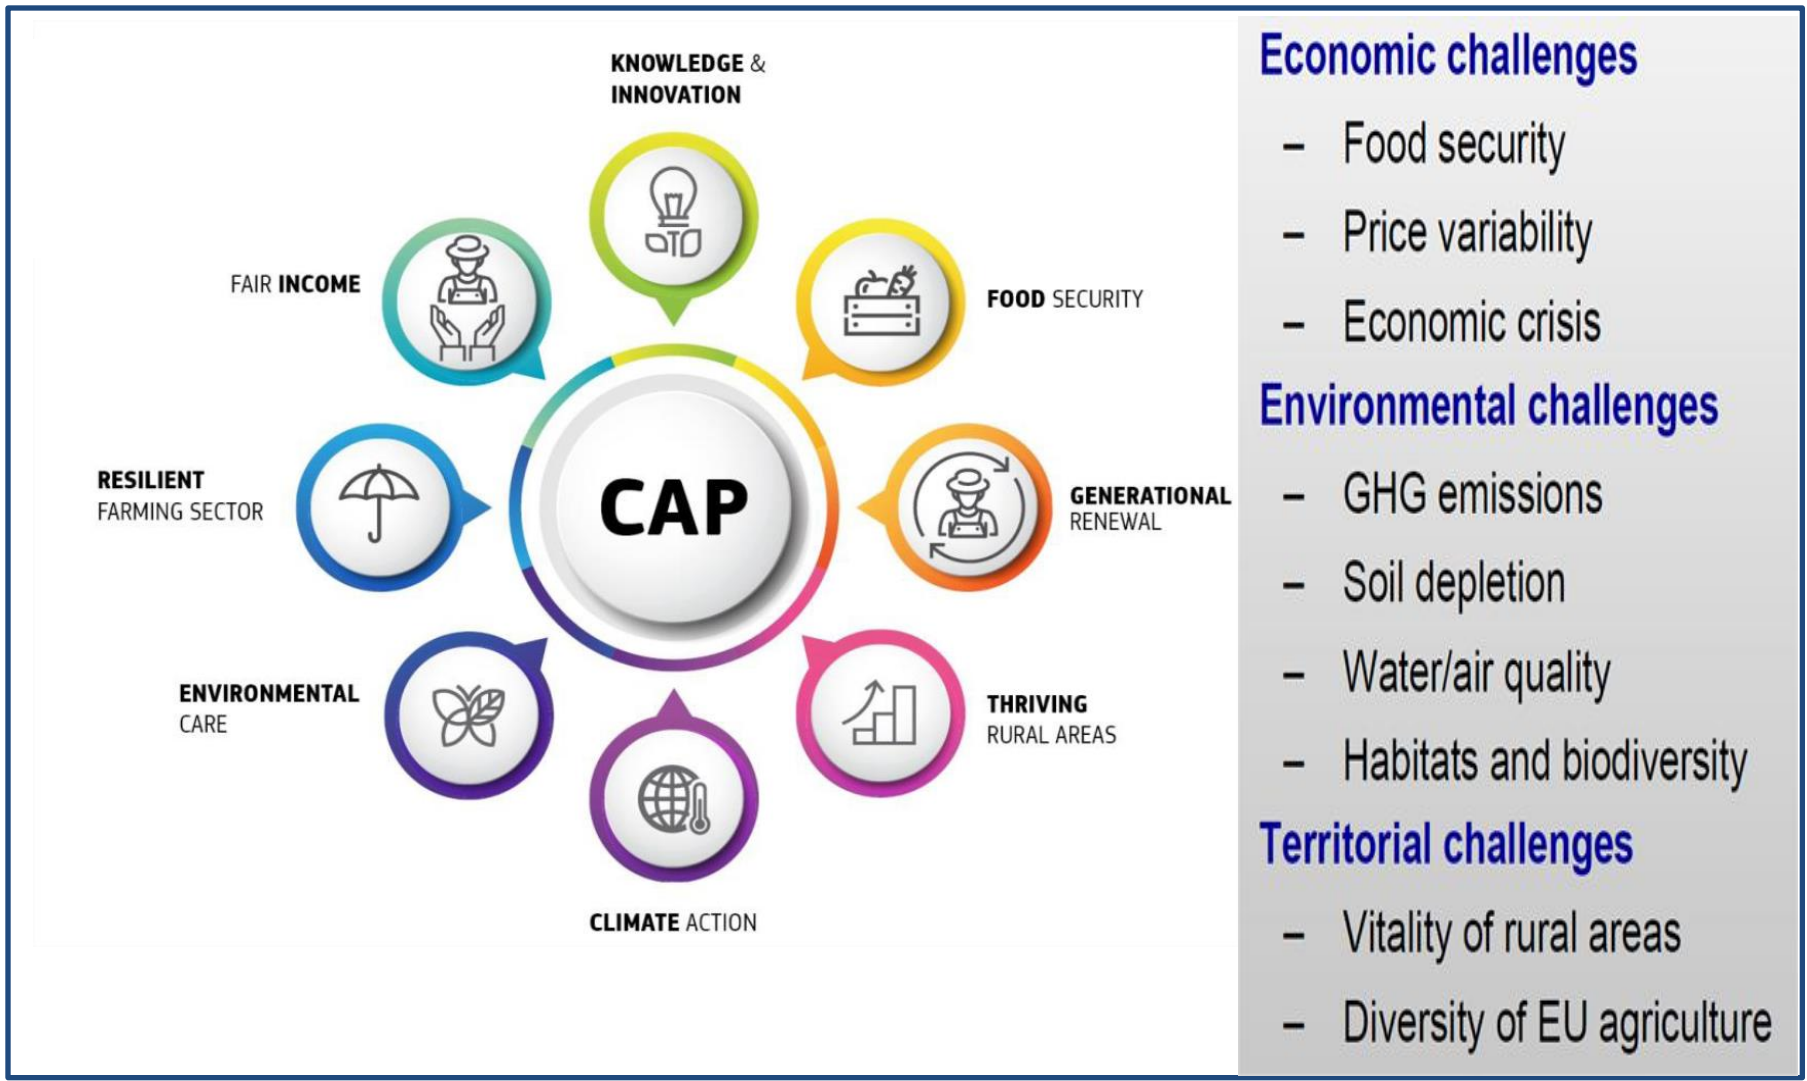 KNOWLEDGE &
INNOVATION
FAIR INCOME
FOOD SECURITY
RESILIENT
FARMING SECTOR
CAP
GENERATIONAL
RENEWAL
ENVIRONMENTAL
CARE
THRIVING
RURAL AREAS
CLIMATE ACTION
Economic challenges
– Food security
– Price variability
– Economic crisis
Environmental challenges
– GHG emissions
– Soil depletion
– Water/air quality
– Habitats and biodiversity
Territorial challenges
– Vitality of rural areas
– Diversity of EU agriculture